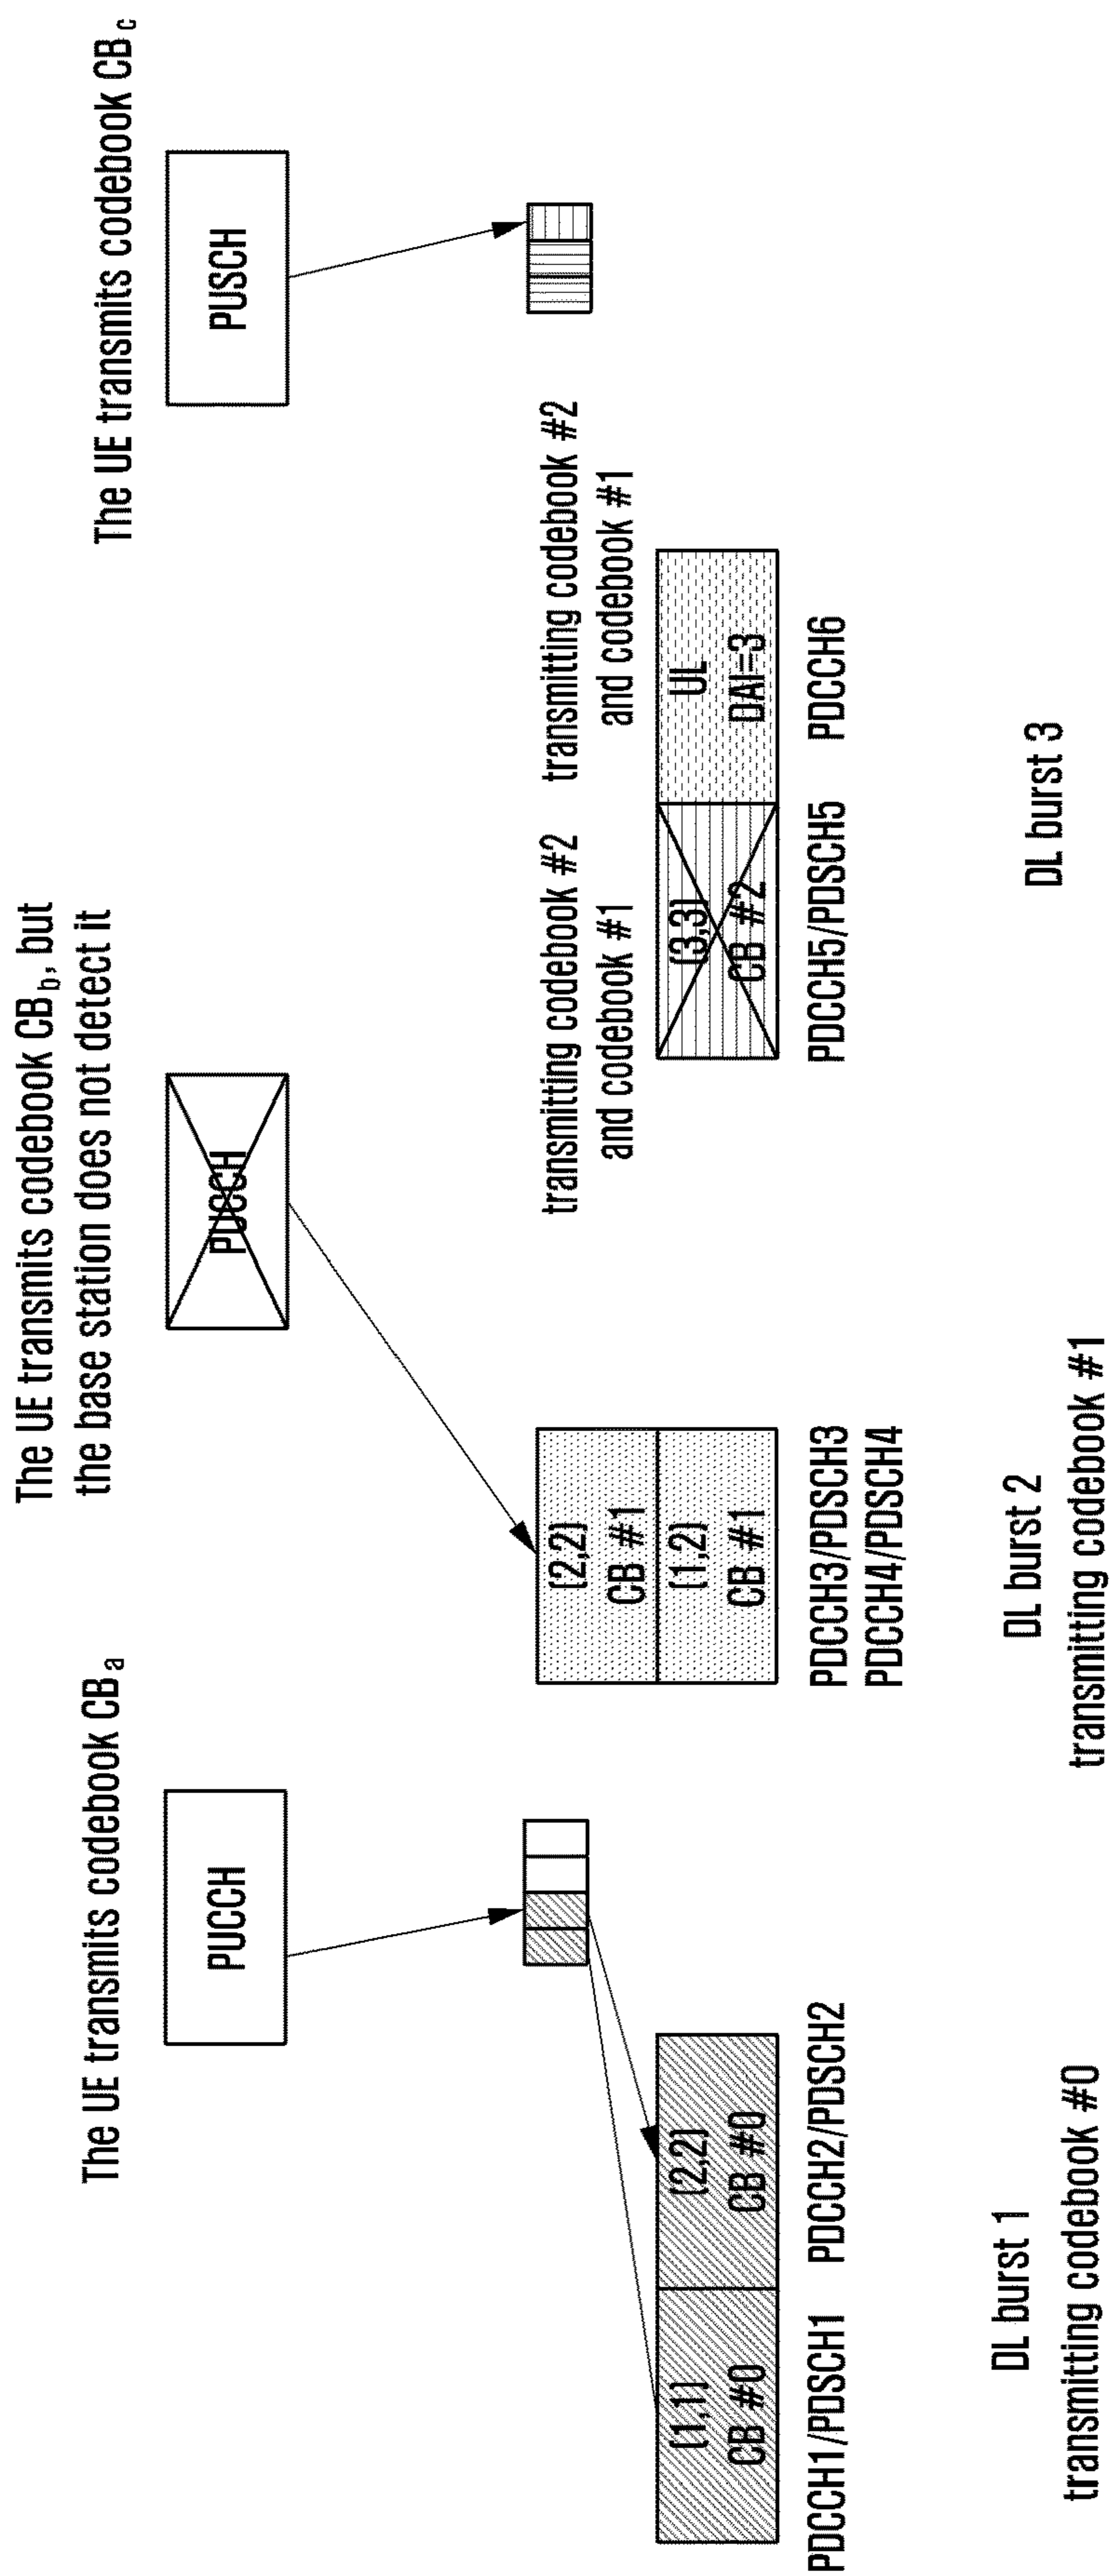 The UE transmits codebook CBa
PUCCH
(1,1)
CB #0
(2,2)
CB #0
PDCCH1/PDSCH1
PDCCH2/PDSCH2
DL burst 1
transmitting codebook #0
The UE transmits codebook CBb, but
the base station does not detect it
PUCCH
(2,2)
CB #1
(1,2)
CB #1
PDCCH3/PDSCH3
PDCCH4/PDSCH4
DL burst 2
transmitting codebook #1
transmitting codebook #2
and codebook #1
(3,3)
CB #2
PDCCH5/PDSCH5
transmitting codebook #2
and codebook #1
UL
DAI=3
PDCCH6
DL burst 3
The UE transmits codebook CBc
PUSCH